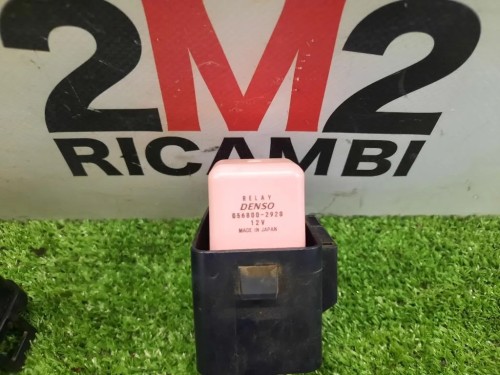 2M2
RICAMBI
RELAY
DENSO
056800-2920
12V
MADE IN JAPAN